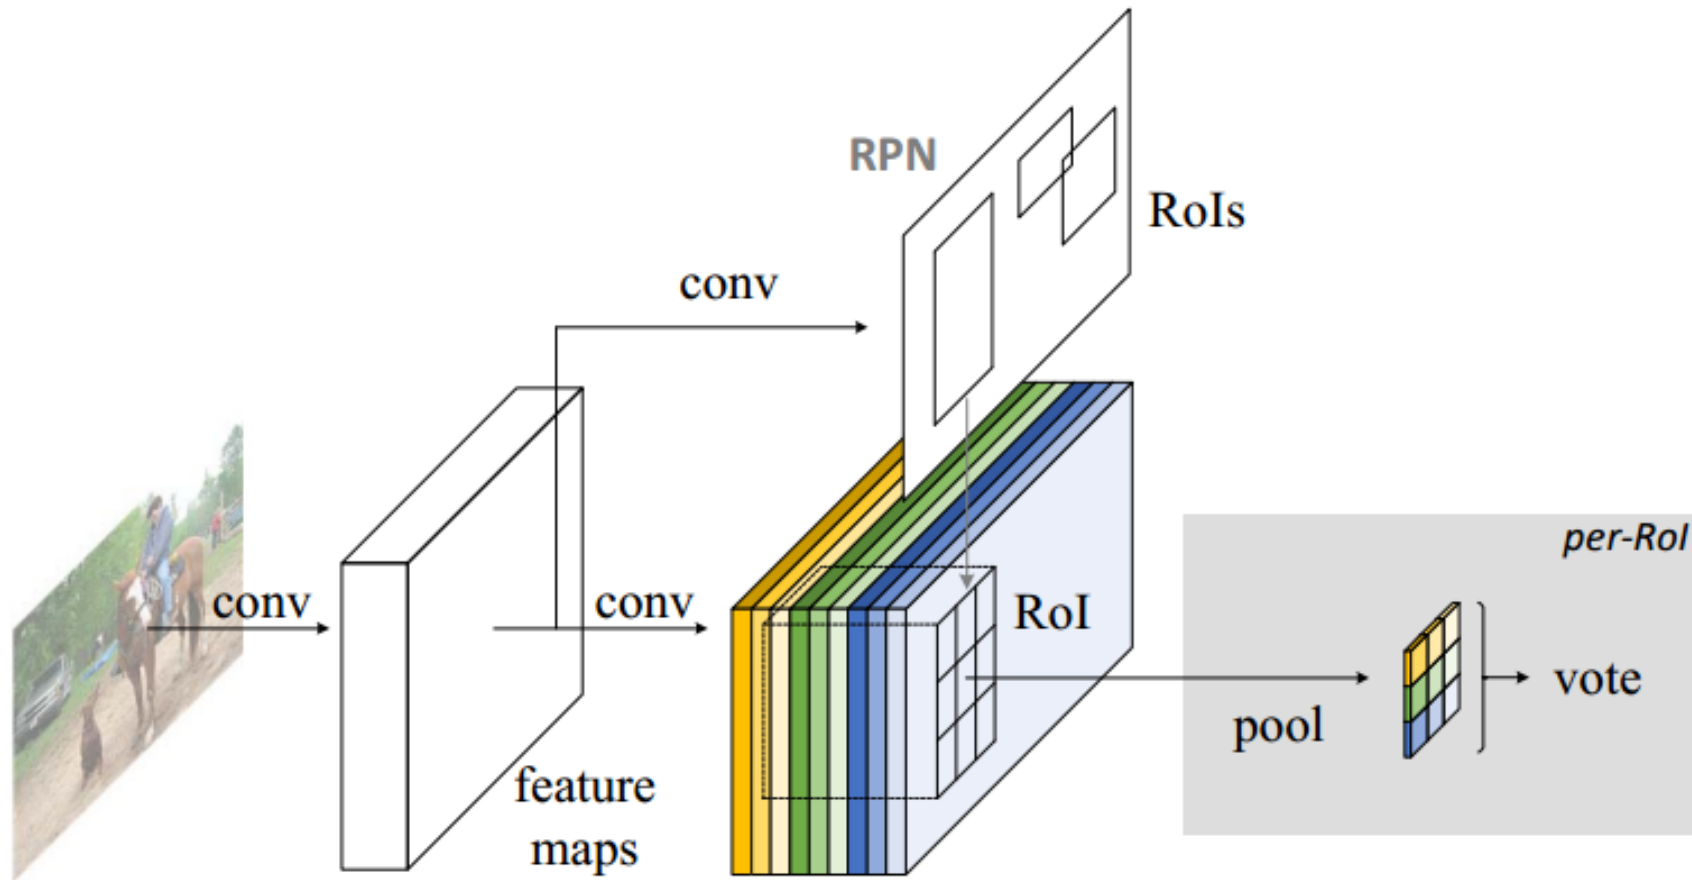 RPN
RoIs
conv
conv
conv
RoI
per-RoI
pool
vote
feature
maps